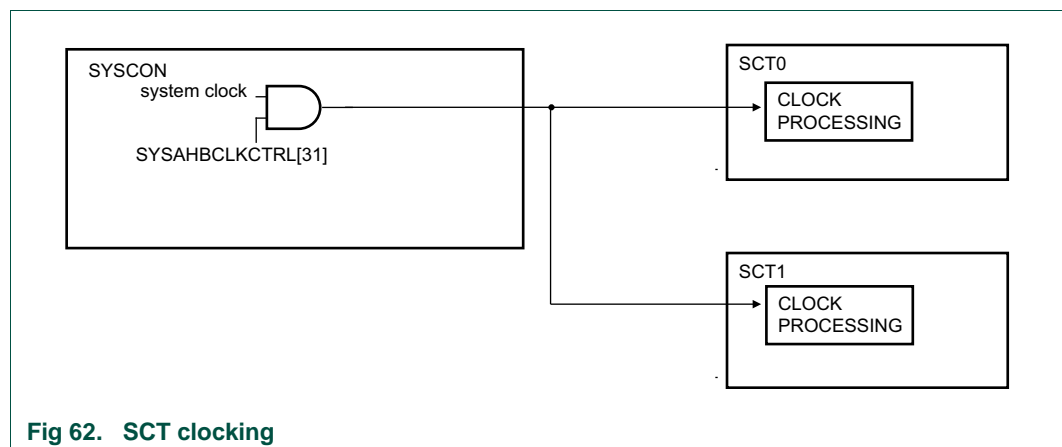 SYSCON
system clock
SYSAHBCLKCTRL[31]
SCT0
CLOCK
PROCESSING
SCT1
CLOCK
PROCESSING
Fig 62. SCT clocking